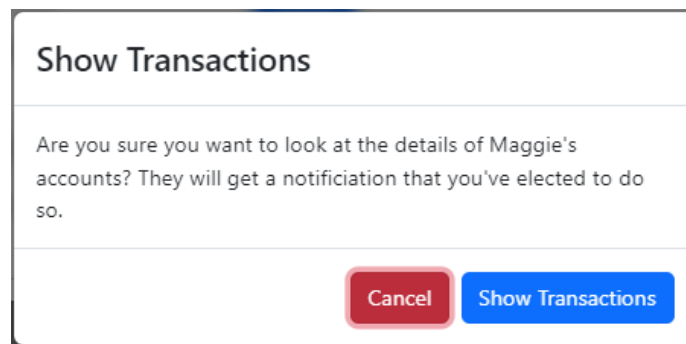 Show Transactions
Are you sure you want to look at the details of Maggie's
accounts? They will get a notificiation that you've elected to do
so.
Cancel Show Transactions